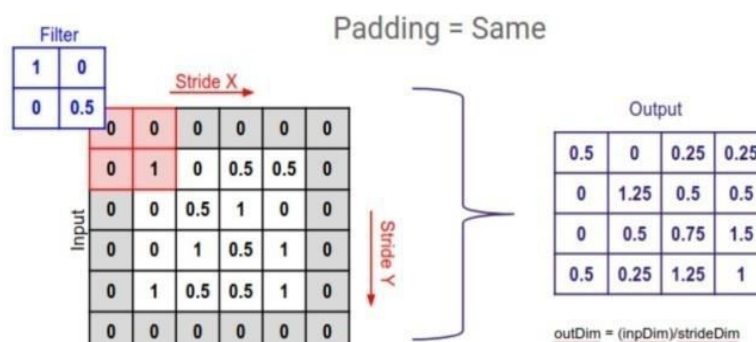 Padding = Same
Filter
1 0
0 0.5
Stride X
Input
0 0 0 0 0 0
0 1 0 0.5 0.5 0
0 0 0.5 1 0 0
0 0 1 0.5 1 0
0 1 0.5 0.5 1 0
0 0 0 0 0 0
Stride Y
Output
0.5 0 0.25 0.25
0 1.25 0.5 0.5
0 0.5 0.75 1.5
0.5 0.25 1.25 1
outDim = (inpDim)/strideDim